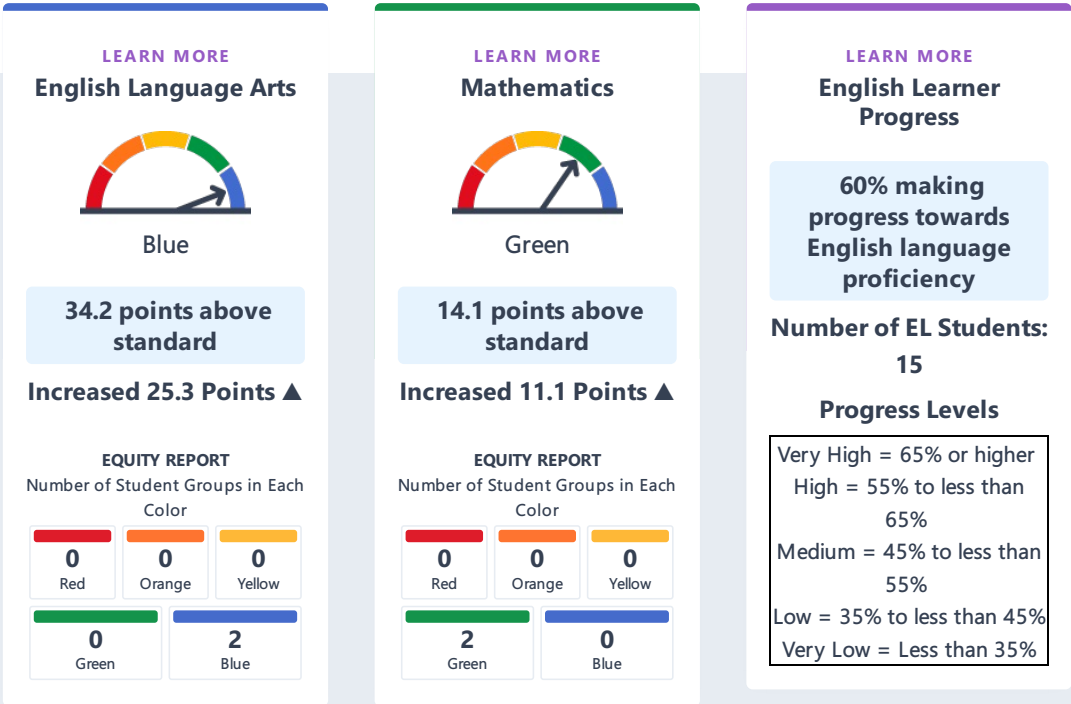 LEARN MORE
English Language Arts
Blue
34.2 points above
standard
Increased 25.3 Points ▲
EQUITY REPORT
Number of Student Groups in Each
Color
0
Red
0
Orange
0
Yellow
0
Green
2
Blue
LEARN MORE
Mathematics
Green
14.1 points above
standard
Increased 11.1 Points ▲
EQUITY REPORT
Number of Student Groups in Each
Color
0
Red
0
Orange
0
Yellow
2
Green
0
Blue
LEARN MORE
English Learner
Progress
60% making
progress towards
English language
proficiency
Number of EL Students:
15
Progress Levels
Very High = 65% or higher
High = 55% to less than
65%
Medium = 45% to less than
55%
Low = 35% to less than 45%
Very Low = Less than 35%